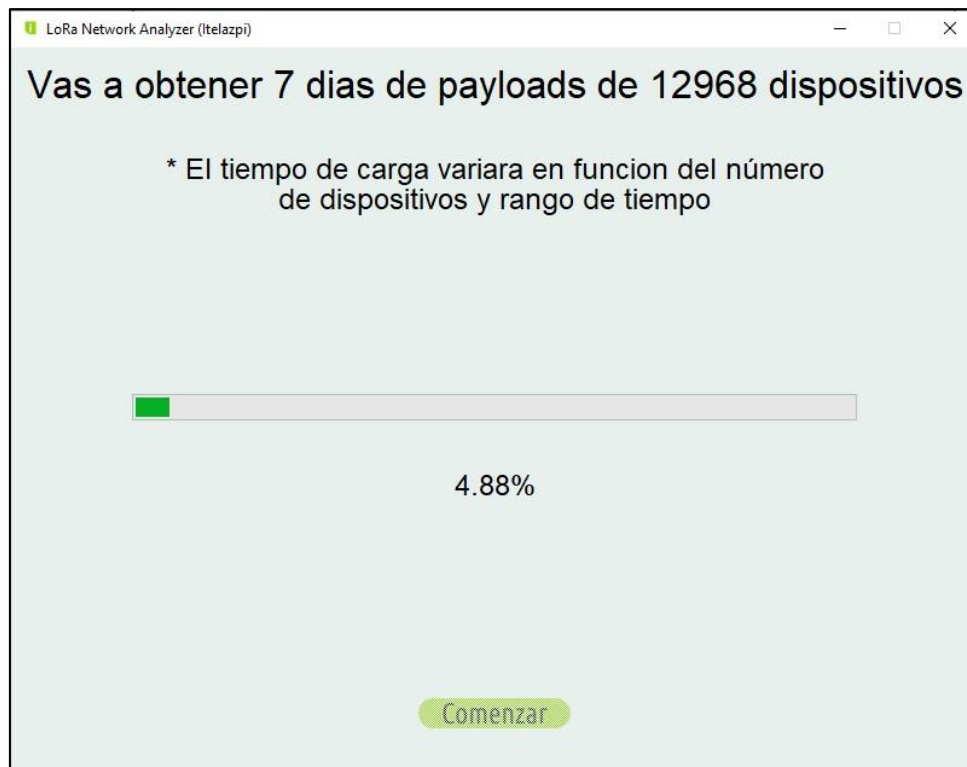 LoRa Network Analyzer (Itelazpi)
Vas a obtener 7 dias de payloads de 12968 dispositivos
* El tiempo de carga variara en funcion del número
de dispositivos y rango de tiempo
4.88%
Comenzar